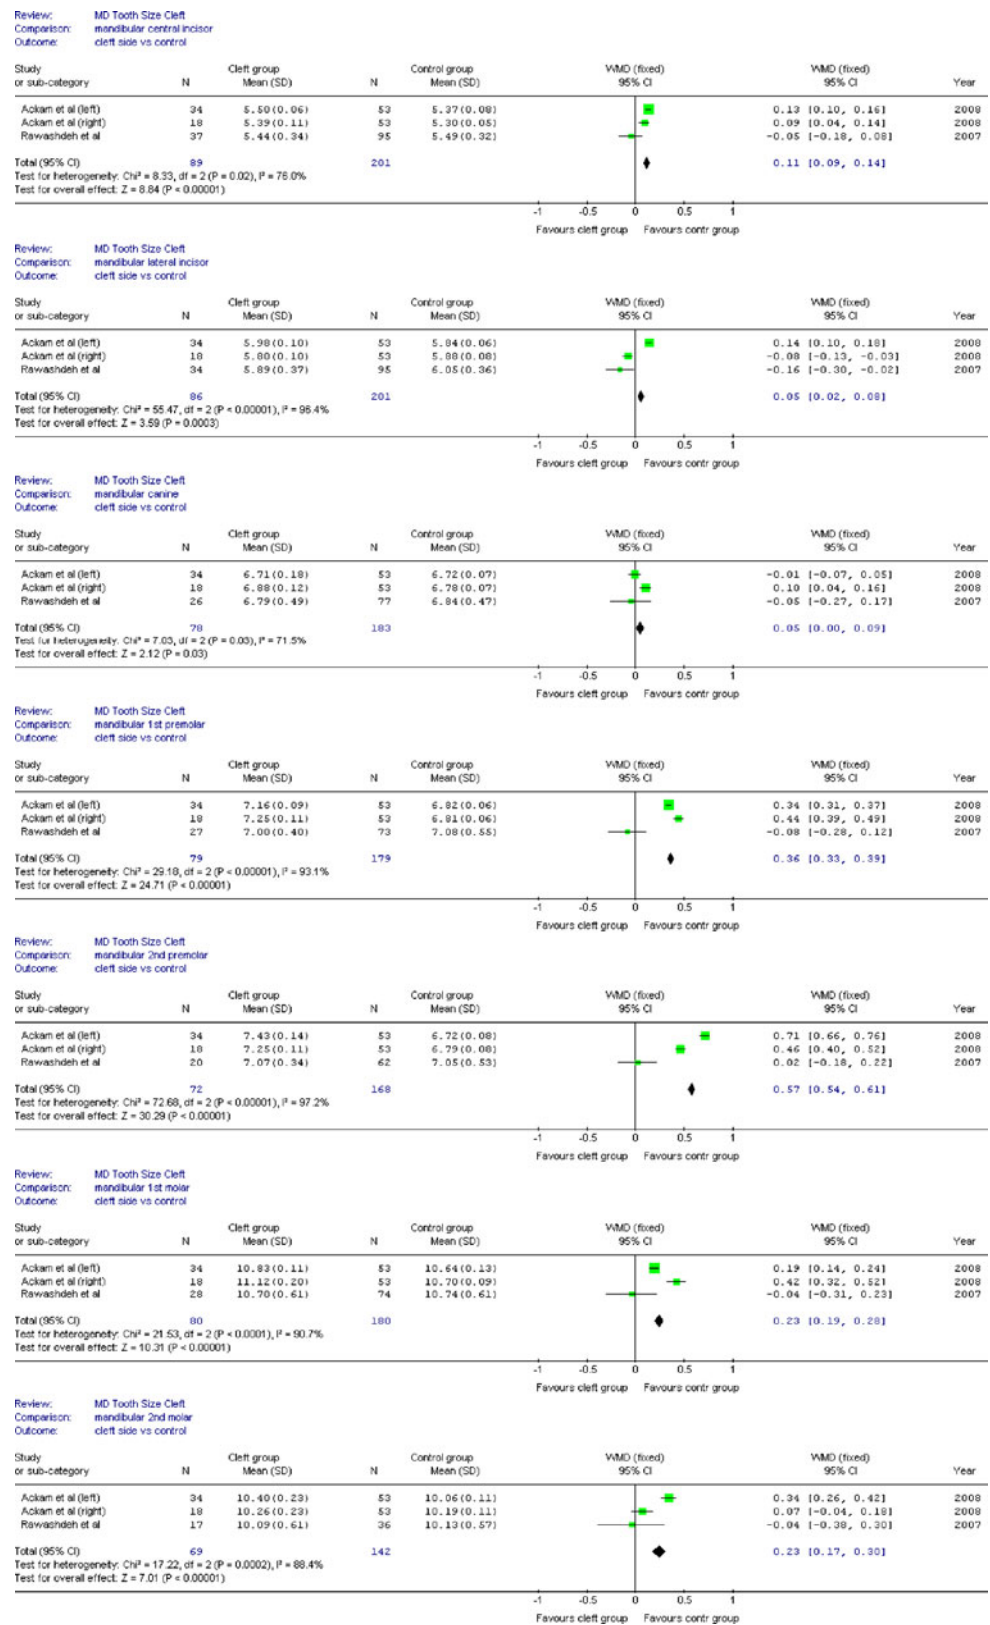 Review: MD Tooth Size Cleft
Comparison: mandibular central incisor
Outcome: cleft side vs control
Study Cleft group Control group WMD (fixed) WMD (fixed)
or sub-category N Mean (SD) N Mean (SD) 95% CI 95% CI Year
Ackam et al (left) 34 5.50(0.06) 53 5.37(0.08) 0.13 [0.10, 0.16] 2008
Ackam et al (right) 18 5.39(0.11) 53 5.30(0.05) 0.09 [0.04, 0.14] 2008
Rawashdeh et al 37 5.44(0.34) 95 5.49(0.32) -0.05 [-0.18, 0.08] 2007
Total (95% CI) 89 201 0.11 [0.09, 0.14]
Test for heterogeneity: Chi² = 8.33, df = 2 (P = 0.02), I² = 76.0%
Test for overall effect: Z = 8.84 (P < 0.00001)
-1 -0.5 0 0.5 1
Favours cleft group Favours contr group
Review: MD Tooth Size Cleft
Comparison: mandibular lateral incisor
Outcome: cleft side vs control
Study Cleft group Control group WMD (fixed) WMD (fixed)
or sub-category N Mean (SD) N Mean (SD) 95% CI 95% CI Year
Ackam et al (left) 34 5.98(0.10) 53 5.84(0.06) 0.14 [0.10, 0.18] 2008
Ackam et al (right) 18 5.80(0.10) 53 5.88(0.08) -0.08 [-0.13, -0.03] 2008
Rawashdeh et al 34 5.89(0.37) 95 6.05(0.36) -0.16 [-0.30, -0.02] 2007
Total (95% CI) 86 201 0.05 [0.02, 0.08]
Test for heterogeneity: Chi² = 55.47, df = 2 (P < 0.00001), I² = 96.4%
Test for overall effect: Z = 3.59 (P = 0.0003)
-1 -0.5 0 0.5 1
Favours cleft group Favours contr group
Review: MD Tooth Size Cleft
Comparison: mandibular canine
Outcome: cleft side vs control
Study Cleft group Control group WMD (fixed) WMD (fixed)
or sub-category N Mean (SD) N Mean (SD) 95% CI 95% CI Year
Ackam et al (left) 34 6.71(0.18) 53 6.72(0.07) -0.01 [-0.07, 0.05] 2008
Ackam et al (right) 18 6.88(0.12) 53 6.78(0.07) 0.10 [0.04, 0.16] 2008
Rawashdeh et al 26 6.79(0.49) 77 6.84(0.47) -0.05 [-0.27, 0.17] 2007
Total (95% CI) 78 183 0.05 [0.00, 0.09]
Test for heterogeneity: Chi² = 7.03, df = 2 (P = 0.03), I² = 71.5%
Test for overall effect: Z = 2.12 (P = 0.03)
-1 -0.5 0 0.5 1
Favours cleft group Favours contr group
Review: MD Tooth Size Cleft
Comparison: mandibular 1st premolar
Outcome: cleft side vs control
Study Cleft group Control group WMD (fixed) WMD (fixed)
or sub-category N Mean (SD) N Mean (SD) 95% CI 95% CI Year
Ackam et al (left) 34 7.16(0.09) 53 6.82(0.06) 0.34 [0.31, 0.37] 2008
Ackam et al (right) 18 7.25(0.11) 53 6.81(0.06) 0.44 [0.39, 0.49] 2008
Rawashdeh et al 27 7.00(0.40) 73 7.08(0.55) -0.08 [-0.28, 0.12] 2007
Total (95% CI) 79 179 0.36 [0.33, 0.39]
Test for heterogeneity: Chi² = 29.18, df = 2 (P < 0.00001), I² = 93.1%
Test for overall effect: Z = 24.71 (P < 0.00001)
-1 -0.5 0 0.5 1
Favours cleft group Favours contr group
Review: MD Tooth Size Cleft
Comparison: mandibular 2nd premolar
Outcome: cleft side vs control
Study Cleft group Control group WMD (fixed) WMD (fixed)
or sub-category N Mean (SD) N Mean (SD) 95% CI 95% CI Year
Ackam et al (left) 34 7.43(0.14) 53 6.72(0.08) 0.71 [0.66, 0.76] 2008
Ackam et al (right) 18 7.25(0.11) 53 6.79(0.08) 0.46 [0.40, 0.52] 2008
Rawashdeh et al 20 7.07(0.34) 62 7.05(0.53) 0.02 [-0.18, 0.22] 2007
Total (95% CI) 72 168 0.57 [0.54, 0.61]
Test for heterogeneity: Chi² = 72.68, df = 2 (P < 0.00001), I² = 97.2%
Test for overall effect: Z = 30.29 (P < 0.00001)
-1 -0.5 0 0.5 1
Favours cleft group Favours contr group
Review: MD Tooth Size Cleft
Comparison: mandibular 1st molar
Outcome: cleft side vs control
Study Cleft group Control group WMD (fixed) WMD (fixed)
or sub-category N Mean (SD) N Mean (SD) 95% CI 95% CI Year
Ackam et al (left) 34 10.83(0.11) 53 10.64(0.13) 0.19 [0.14, 0.24] 2008
Ackam et al (right) 18 11.12(0.20) 53 10.70(0.09) 0.42 [0.32, 0.52] 2008
Rawashdeh et al 28 10.70(0.61) 74 10.74(0.61) -0.04 [-0.31, 0.23] 2007
Total (95% CI) 80 180 0.23 [0.19, 0.28]
Test for heterogeneity: Chi² = 21.53, df = 2 (P < 0.0001), I² = 90.7%
Test for overall effect: Z = 10.31 (P < 0.00001)
-1 -0.5 0 0.5 1
Favours cleft group Favours contr group
Review: MD Tooth Size Cleft
Comparison: mandibular 2nd molar
Outcome: cleft side vs control
Study Cleft group Control group WMD (fixed) WMD (fixed)
or sub-category N Mean (SD) N Mean (SD) 95% CI 95% CI Year
Ackam et al (left) 34 10.40(0.23) 53 10.06(0.11) 0.34 [0.26, 0.42] 2008
Ackam et al (right) 18 10.26(0.23) 53 10.19(0.11) 0.07 [-0.04, 0.18] 2008
Rawashdeh et al 17 10.09(0.61) 36 10.13(0.57) -0.04 [-0.38, 0.30] 2007
Total (95% CI) 69 142 0.23 [0.17, 0.30]
Test for heterogeneity: Chi² = 17.22, df = 2 (P = 0.0002), I² = 88.4%
Test for overall effect: Z = 7.01 (P < 0.00001)
-1 -0.5 0 0.5 1
Favours cleft group Favours contr group